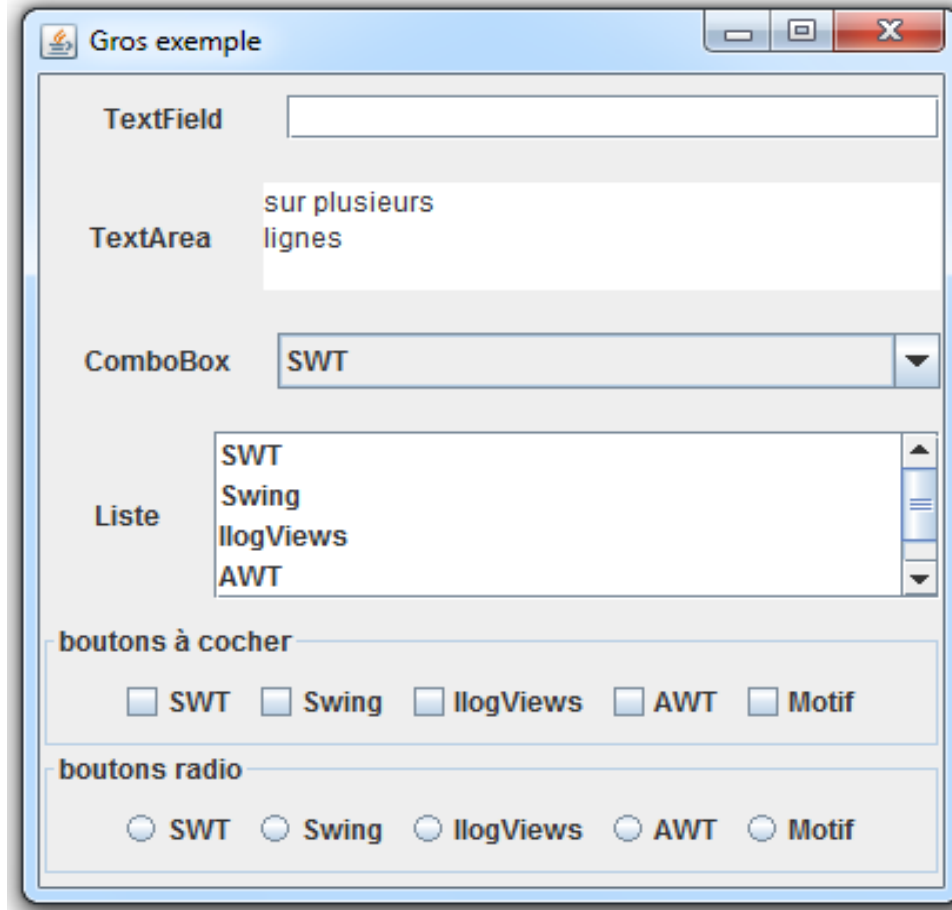 Gros exemple
TextField
sur plusieurs
TextArea
lignes
ComboBox SWT
SWT
Swing
Liste
IlogViews
AWT
boutons à cocher
SWT Swing IlogViews AWT Motif
boutons radio
SWT Swing IlogViews AWT Motif